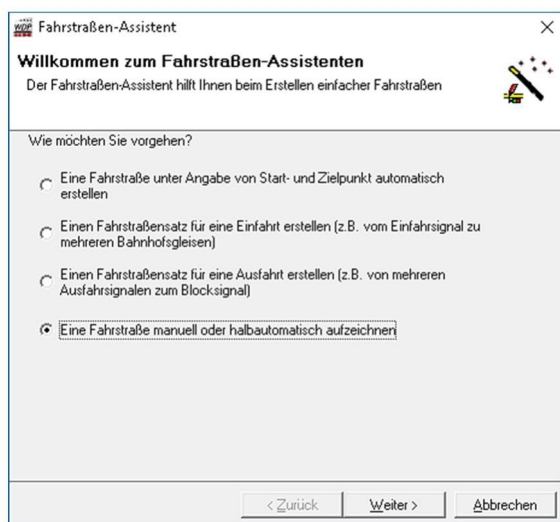 WDP Fahrstraßen-Assistent
Willkommen zum Fahrstraßen-Assistenten
Der Fahrstraßen-Assistent hilft Ihnen beim Erstellen einfacher Fahrstraßen
Wie möchten Sie vorgehen?
Eine Fahrstraße unter Angabe von Start- und Zielpunkt automatisch
erstellen
Einen Fahrstraßensatz für eine Einfahrt erstellen (z.B. vom Einfahrsignal zu
mehreren Bahnhofsgleisen)
Einen Fahrstraßensatz für eine Ausfahrt erstellen (z.B. von mehreren
Ausfahrsignalen zum Blocksignal)
Eine Fahrstraße manuell oder halbautomatisch aufzeichnen
< Zurück Weiter > Abbrechen